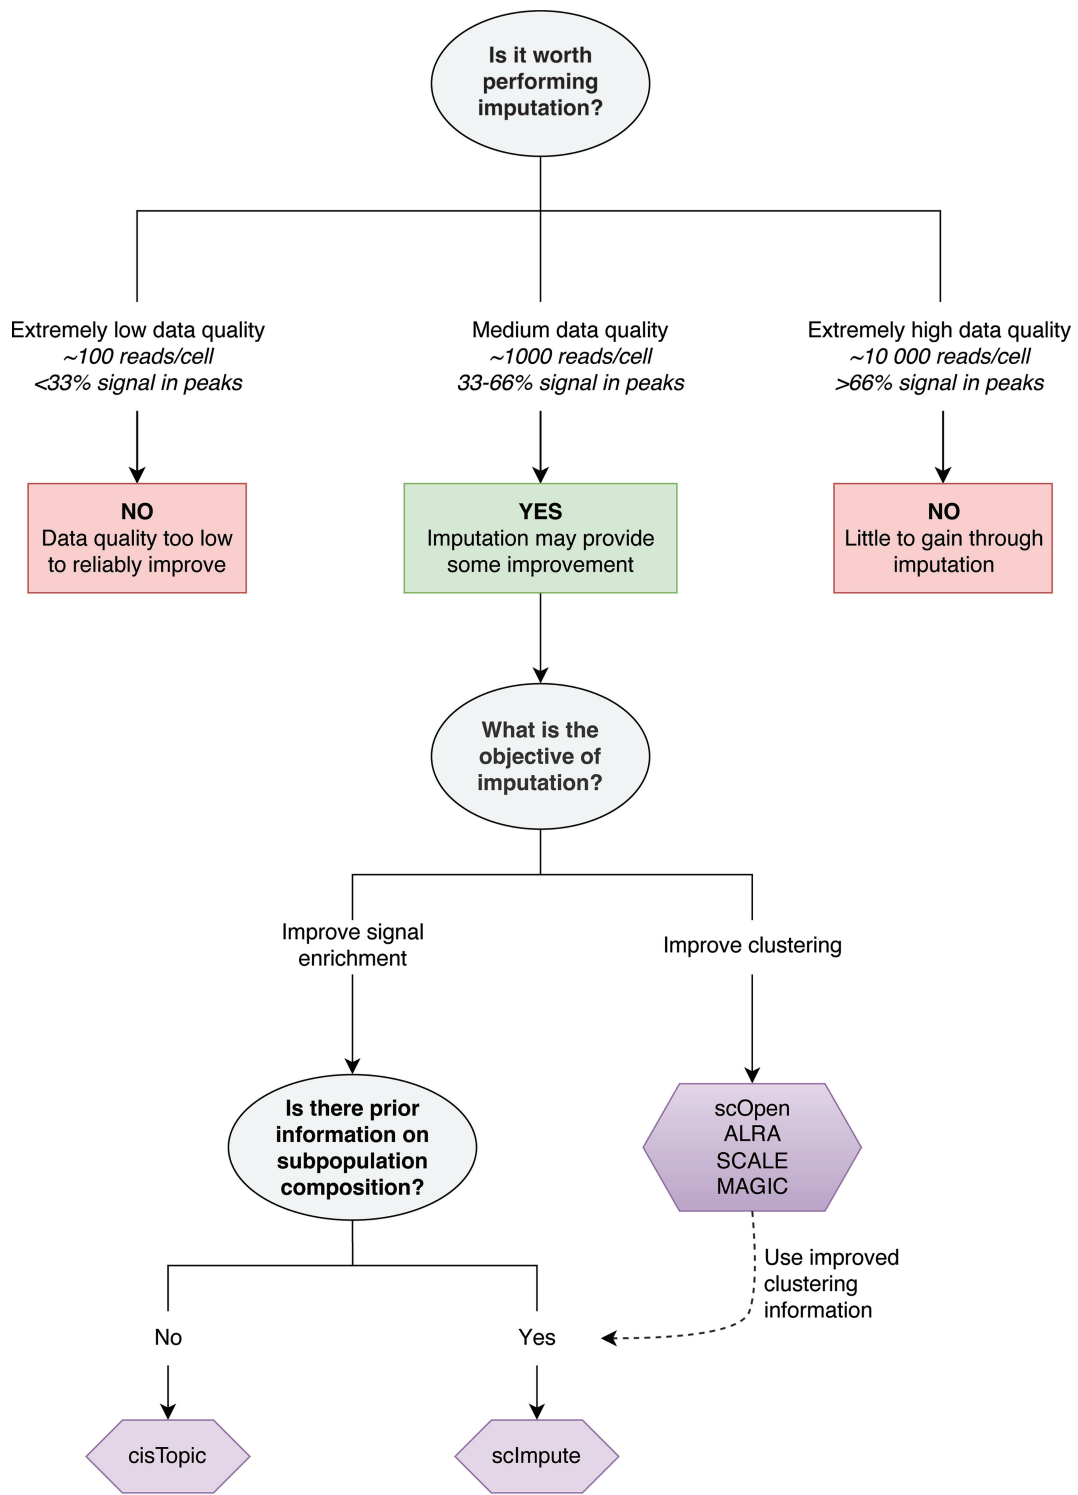 Is it worth
performing
imputation?
Extremely low data quality
~100 reads/cell
<33% signal in peaks
Medium data quality
~1000 reads/cell
33-66% signal in peaks
Extremely high data quality
~10 000 reads/cell
>66% signal in peaks
NO
Data quality too low
to reliably improve
YES
Imputation may provide
some improvement
NO
Little to gain through
imputation
What is the
objective of
imputation?
Improve signal
enrichment
Improve clustering
Is there prior
information on
subpopulation
composition?
scOpen
ALRA
SCALE
MAGIC
Use improved
clustering
information
No
Yes
cisTopic
scImpute